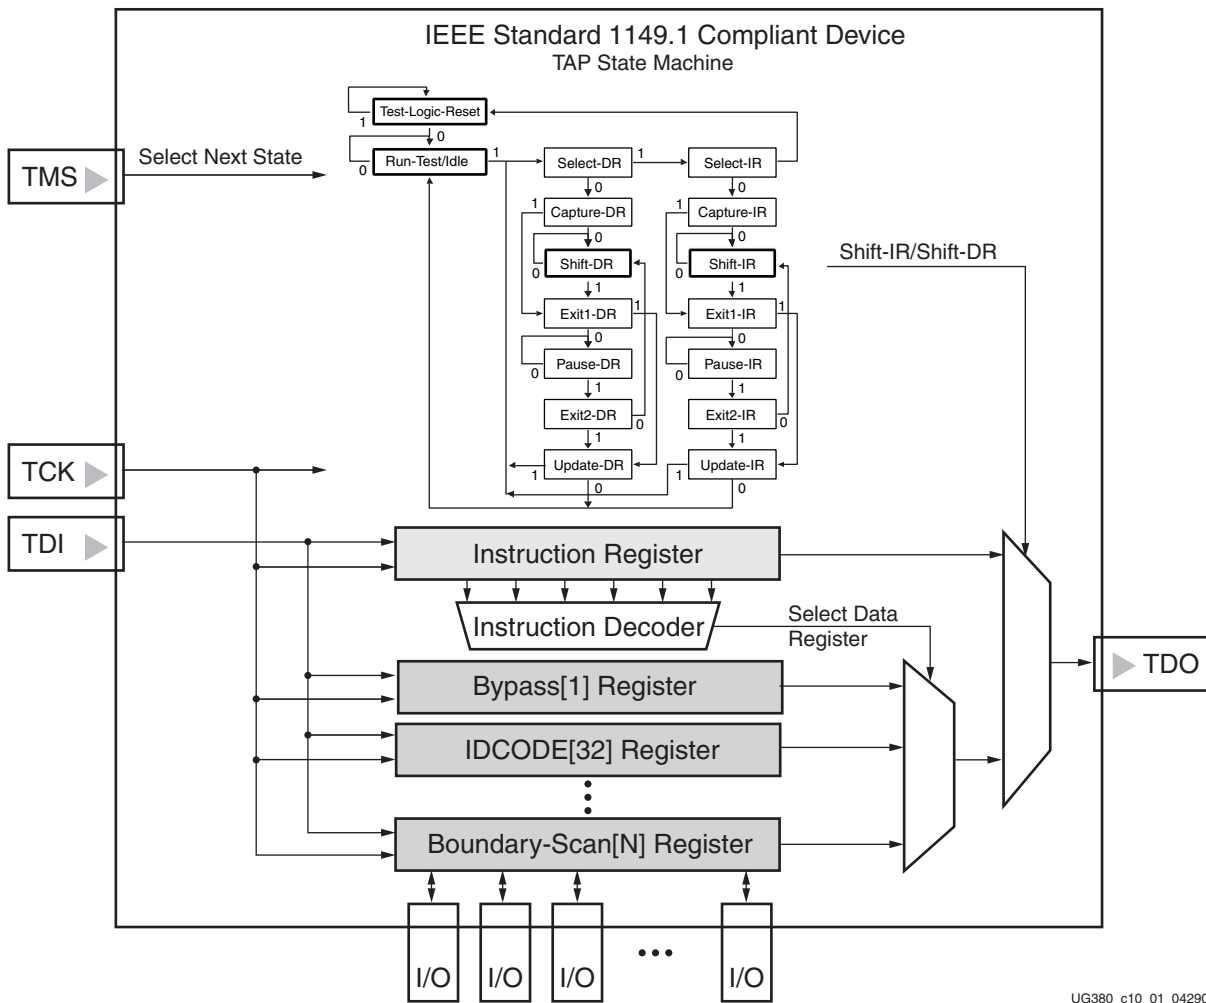 IEEE Standard 1149.1 Compliant Device
TAP State Machine
Test-Logic-Reset
1
0
TMS
Select Next State
Run-Test/Idle
0
1
Select-DR
1
Select-IR
0
0
1
Capture-DR
1
Capture-IR
0
0
Shift-DR
0
Shift-IR
0
Shift-IR/Shift-DR
1
1
Exit1-DR
1
Exit1-IR
1
0
0
Pause-DR
0
Pause-IR
0
1
1
Exit2-DR
0
Exit2-IR
0
1
1
TCK
Update-DR
1
Update-IR
1
0
0
TDI
Instruction Register
Instruction Decoder
Select Data
Register
TDO
Bypass[1] Register
IDCODE[32] Register
Boundary-Scan[N] Register
I/O
I/O
I/O
I/O
UG380_c10_01_04290